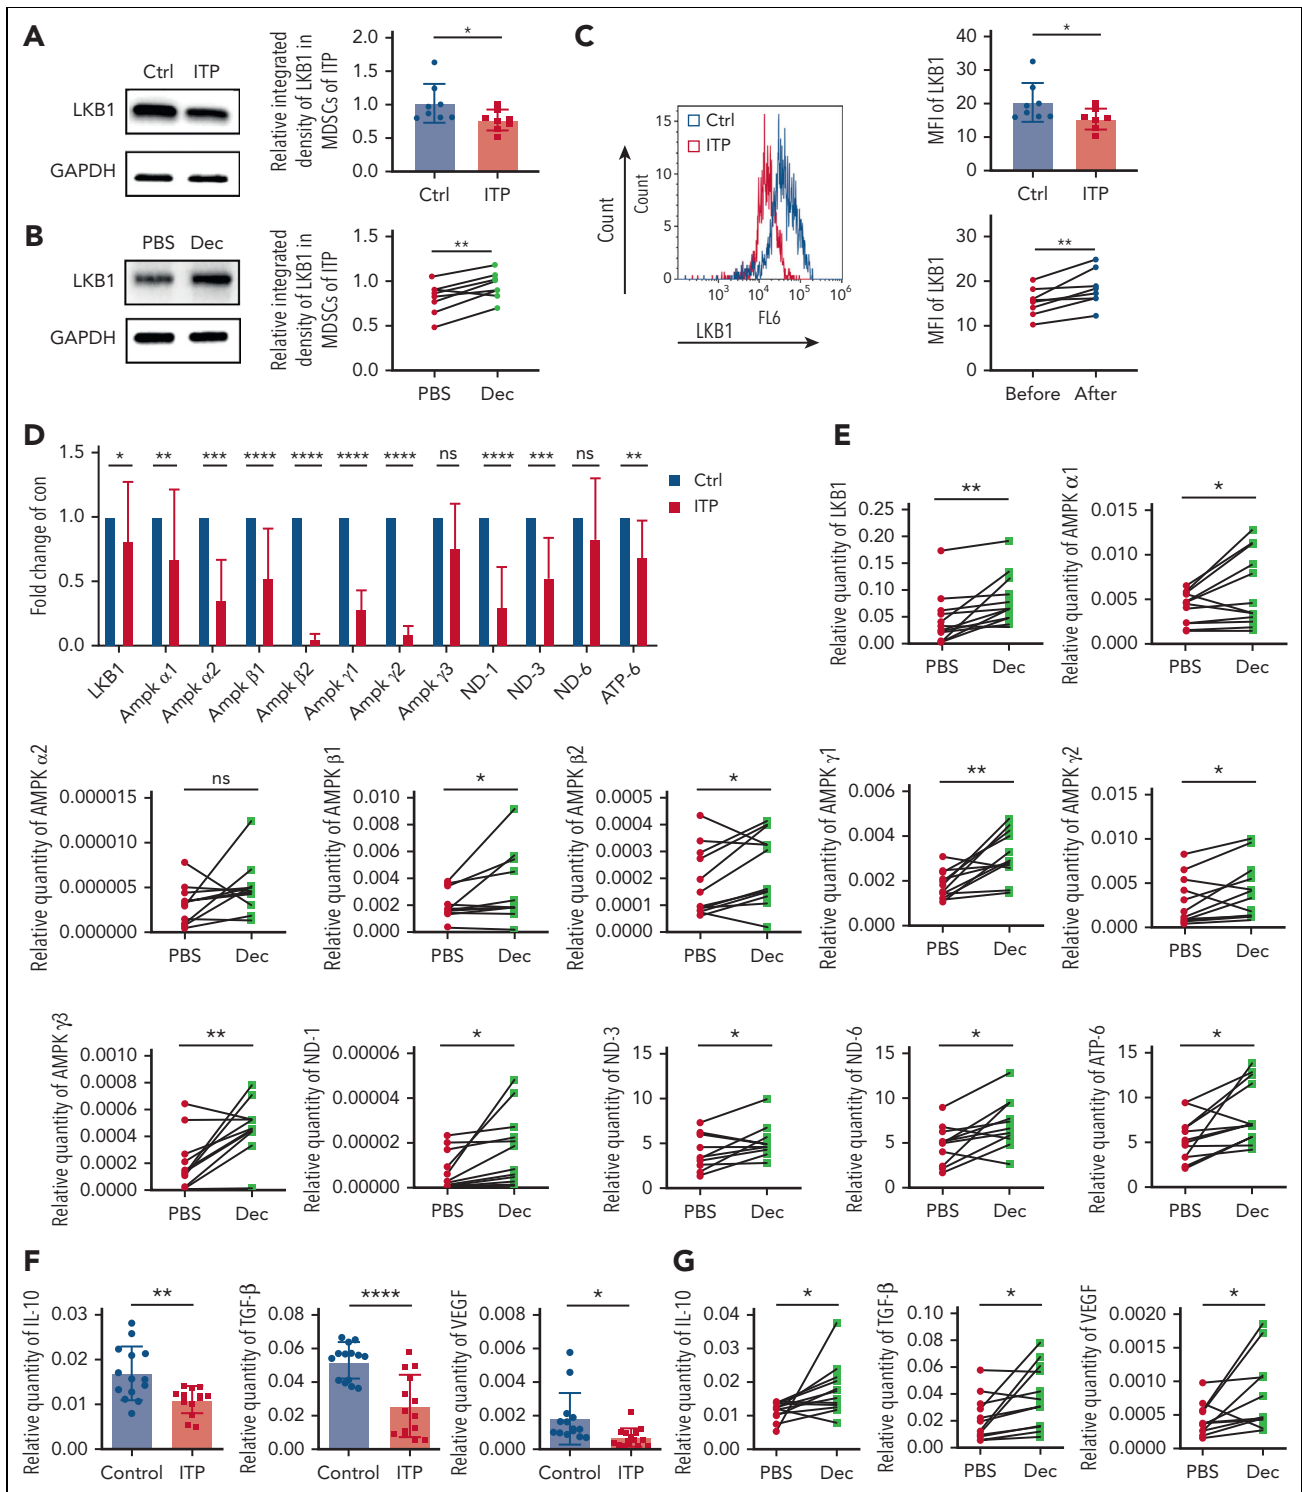 A
Ctrl ITP
LKB1
GAPDH
Relative integrated
density of LKB1 in
MDSCs of ITP
2.0
1.5
1.0
0.5
0.0
*
Ctrl ITP
B
PBS Dec
LKB1
GAPDH
Relative integrated
density of LKB1 in
MDSCs of ITP
1.5
1.0
0.5
0.0
**
PBS Dec
C
Count
Count
15
10
5
0
Ctrl
ITP
10³ 10⁴ 10⁵ 10⁶
FL6
LKB1
MFI of LKB1
40
30
20
10
0
*
Ctrl ITP
MFI of LKB1
30
20
10
0
**
Before After
D
Fold change of con
1.5
1.0
0.5
0.0
* ** *** **** **** **** **** ns **** *** ns **
LKB1 Ampk α1 Ampk α2 Ampk β1 Ampk β2 Ampk γ1 Ampk γ2 Ampk γ3 ND-1 ND-3 ND-6 ATP-6
Ctrl
ITP
E
Relative quantity of LKB1
0.25
0.20
0.15
0.10
0.05
0.00
**
PBS Dec
Relative quantity of AMPK α1
0.015
0.010
0.005
0.000
*
PBS Dec
Relative quantity of AMPK α2
0.000015
0.000010
0.000005
0.000000
ns
PBS Dec
Relative quantity of AMPK β1
0.010
0.008
0.006
0.004
0.002
0.000
*
PBS Dec
Relative quantity of AMPK β2
0.0005
0.0004
0.0003
0.0002
0.0001
0.0000
*
PBS Dec
Relative quantity of AMPK γ1
0.006
0.004
0.002
0.000
**
PBS Dec
Relative quantity of AMPK γ2
0.015
0.010
0.005
0.000
*
PBS Dec
Relative quantity of AMPK γ3
0.0010
0.0008
0.0006
0.0004
0.0002
0.0000
**
PBS Dec
Relative quantity of ND-1
0.00006
0.00004
0.00002
0.00000
*
PBS Dec
Relative quantity of ND-3
15
10
5
0
*
PBS Dec
Relative quantity of ND-6
15
10
5
0
*
PBS Dec
Relative quantity of ATP-6
15
10
5
0
*
PBS Dec
F
Relative quantity of IL-10
0.03
0.02
0.01
0.00
**
Control ITP
Relative quantity of TGF-β
0.08
0.06
0.04
0.02
0.00
****
Control ITP
Relative quantity of VEGF
0.008
0.006
0.004
0.002
0.000
*
Control ITP
G
Relative quantity of IL-10
0.04
0.03
0.02
0.01
0.00
*
PBS Dec
Relative quantity of TGF-β
0.10
0.08
0.06
0.04
0.02
0.00
*
PBS Dec
Relative quantity of VEGF
0.0020
0.0015
0.0010
0.0005
0.0000
*
PBS Dec